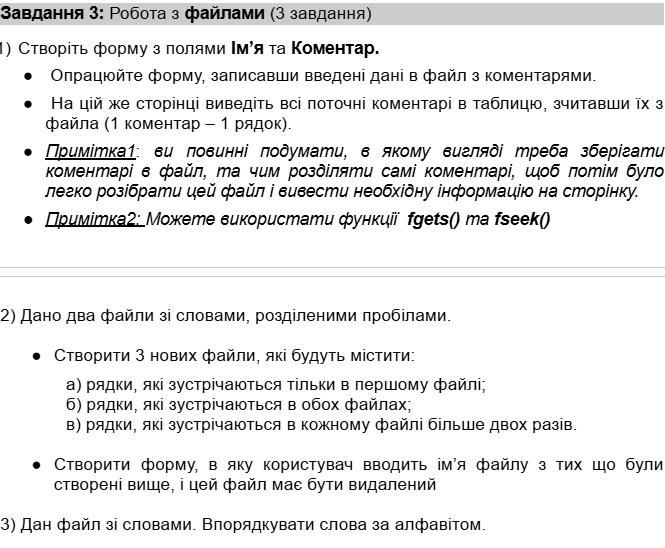 Завдання 3: Робота з файлами (3 завдання)
1) Створіть форму з полями Ім’я та Коментар.
● Опрацюйте форму, записавши введені дані в файл з коментарями.
● На цій же сторінці виведіть всі поточні коментарі в таблицю, зчитавши їх з
файла (1 коментар – 1 рядок).
● Примітка1: ви повинні подумати, в якому вигляді треба зберігати
коментарі в файл, та чим розділяти самі коментарі, щоб потім було
легко розібрати цей файл і вивести необхідну інформацію на сторінку.
● Примітка2: Можете використати функції fgets() та fseek()
2) Дано два файли зі словами, розділеними пробілами.
● Створити 3 нових файли, які будуть містити:
а) рядки, які зустрічаються тільки в першому файлі;
б) рядки, які зустрічаються в обох файлах;
в) рядки, які зустрічаються в кожному файлі більше двох разів.
● Створити форму, в яку користувач вводить ім’я файлу з тих що були
створені вище, і цей файл має бути видалений
3) Дан файл зі словами. Впорядкувати слова за алфавітом.